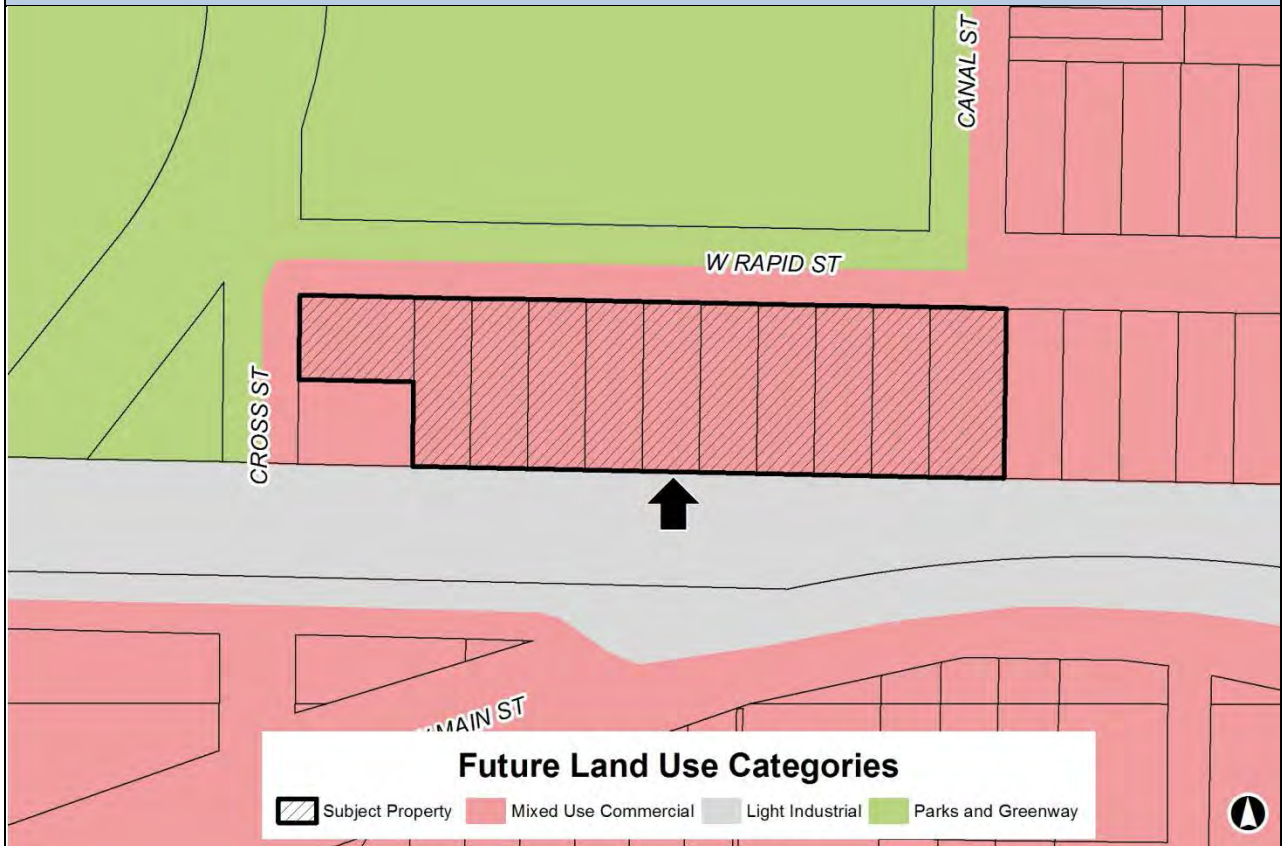 CANAL ST
W RAPID ST
CROSS ST
MAIN ST
Future Land Use Categories
Subject Property
Mixed Use Commercial
Light Industrial
Parks and Greenway